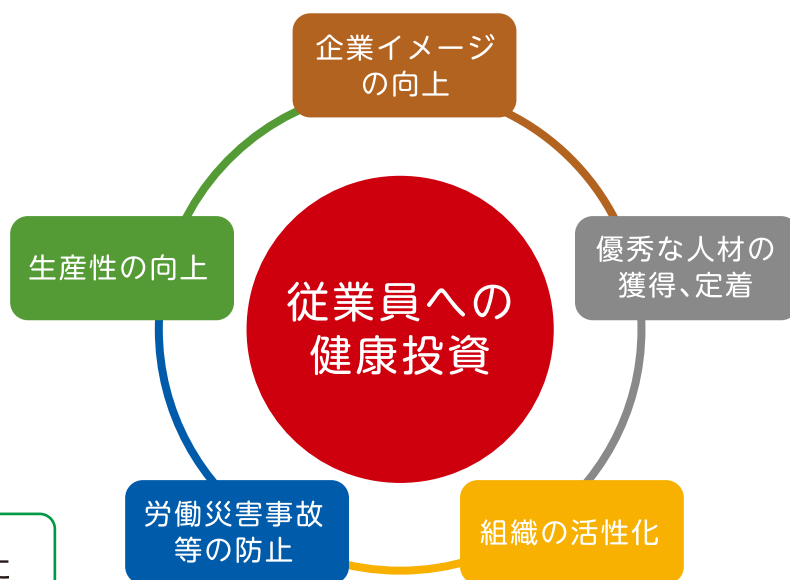 企業イメージ
の向上
生産性の向上
優秀な人材の
獲得、定着
従業員への
健康投資
労働災害事故
等の防止
組織の活性化